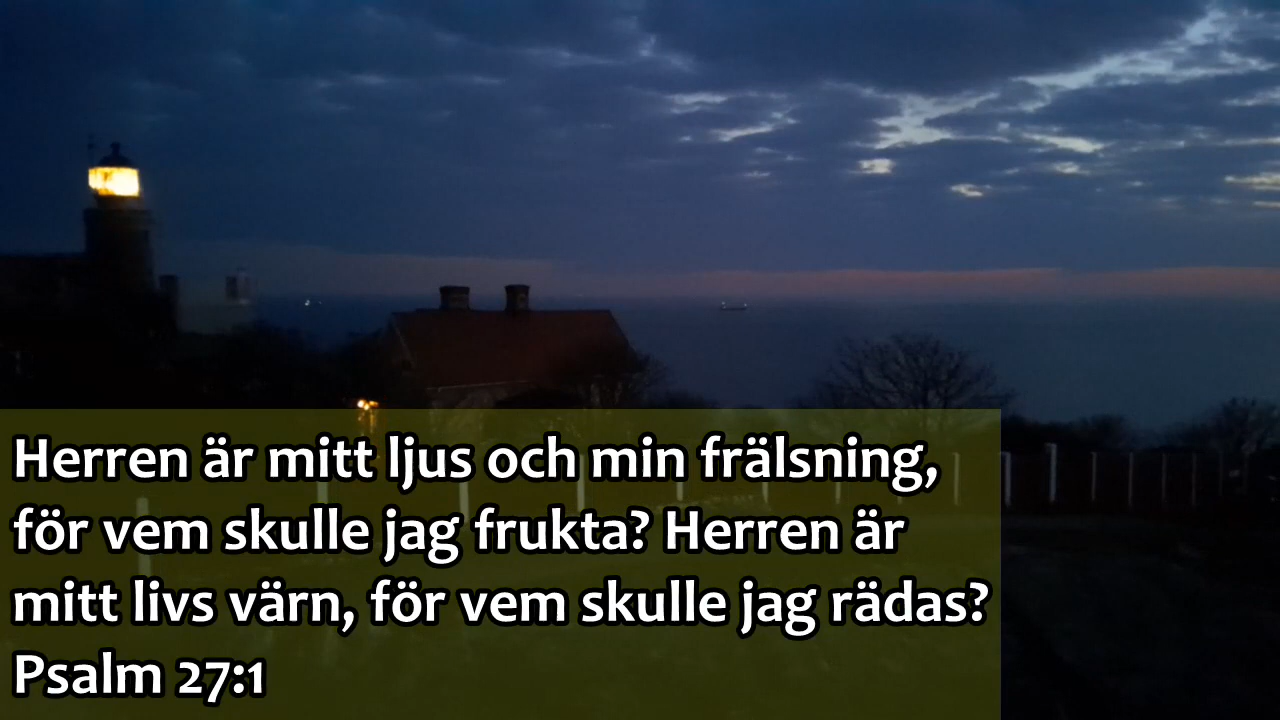 Herren är mitt ljus och min frälsning,
för vem skulle jag frukta? Herren är
mitt livs värn, för vem skulle jag rädas?
Psalm 27:1